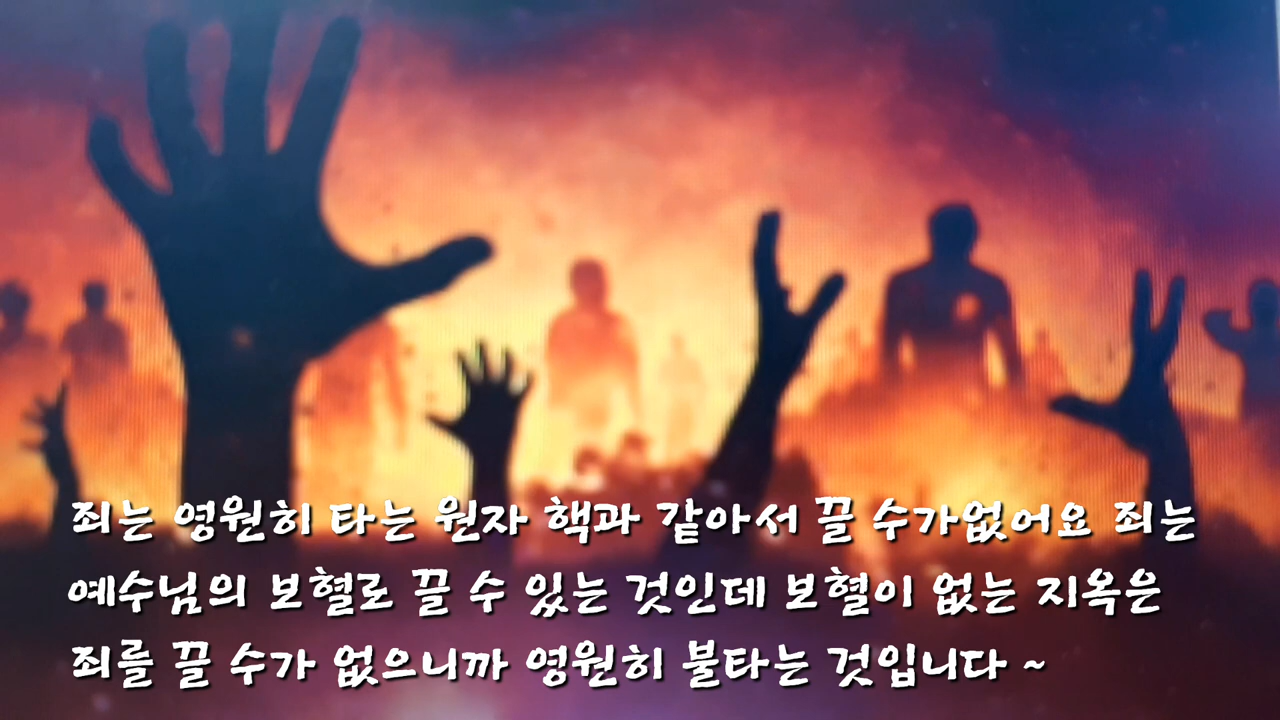 죄는 영원히 타는 원자 핵과 같아서 끌 수가없어요 죄는
예수님의 보혈로 끌 수 있는 것인데 보혈이 없는 지옥은
죄를 끌 수가 없으니까 영원히 불타는 것입니다 ~